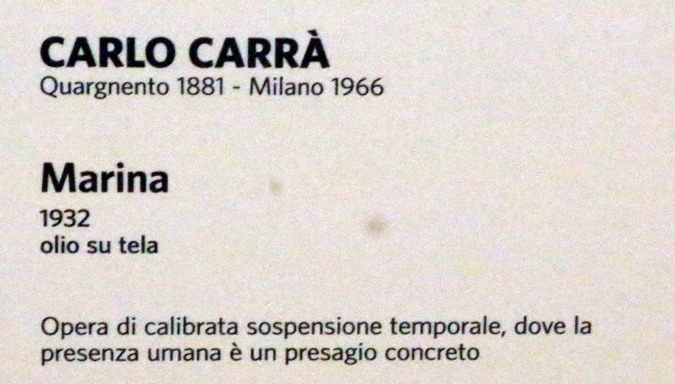 CARLO CARRÀ
Quargnento 1881 - Milano 1966
Marina
1932
olio su tela
Opera di calibrata sospensione temporale, dove la
presenza umana è un presagio concreto